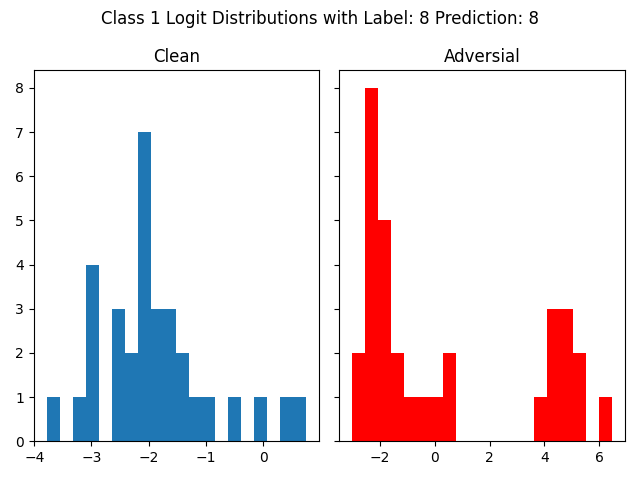 Class 1 Logit Distributions with Label: 8 Prediction: 8
Clean
Adversial
8
7
6
5
4
3
2
1
0
−4 −3 −2 −1 0
−2 0 2 4 6